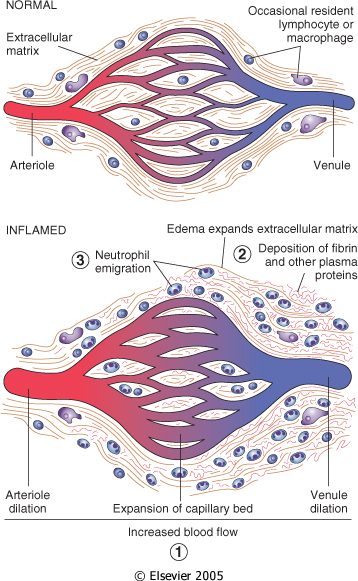 NORMAL
Occasional resident
lymphocyte or
macrophage
Extracellular
matrix
Arteriole
Venule
INFLAMED
Edema expands extracellular matrix
3
Neutrophil
emigration
2
Deposition of fibrin
and other plasma
proteins
Arteriole
dilation
Expansion of capillary bed
Venule
dilation
Increased blood flow
1
© Elsevier 2005